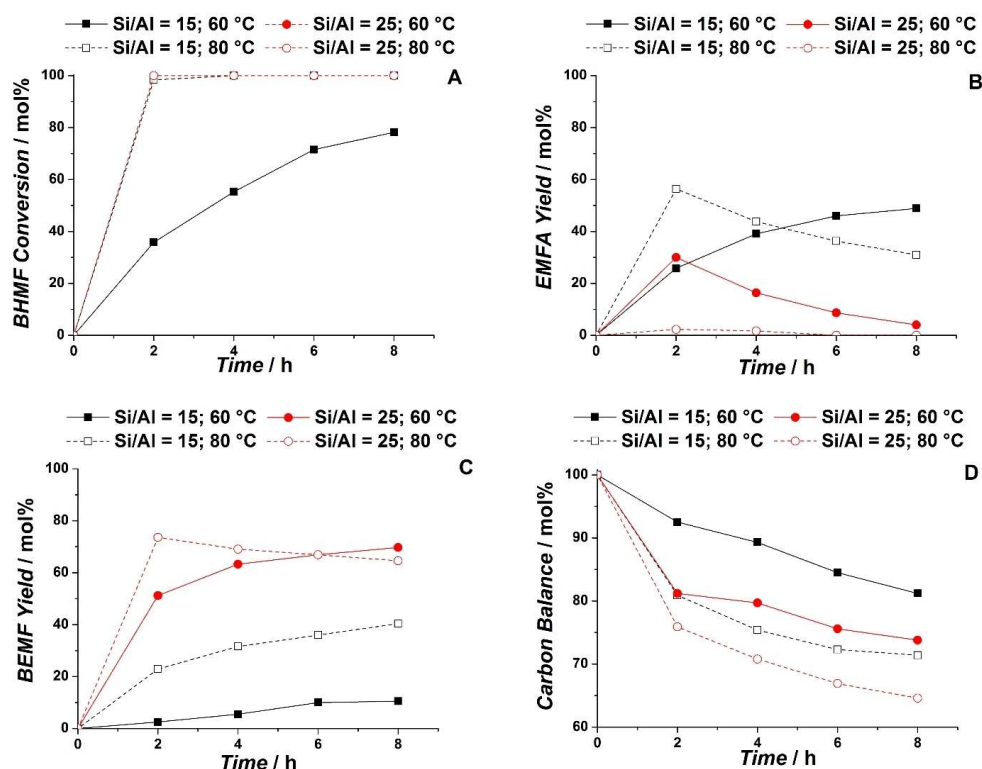 Si/Al = 15; 60 °C Si/Al = 25; 60 °C
Si/Al = 15; 80 °C Si/Al = 25; 80 °C
A
100
80
60
40
20
0
BHMF Conversion / mol%
0 2 4 6 8
Time / h
Si/Al = 15; 60 °C Si/Al = 25; 60 °C
Si/Al = 15; 80 °C Si/Al = 25; 80 °C
B
100
80
60
40
20
0
EMFA Yield / mol%
0 2 4 6 8
Time / h
Si/Al = 15; 60 °C Si/Al = 25; 60 °C
Si/Al = 15; 80 °C Si/Al = 25; 80 °C
C
100
80
60
40
20
0
BEMF Yield / mol%
0 2 4 6 8
Time / h
Si/Al = 15; 60 °C Si/Al = 25; 60 °C
Si/Al = 15; 80 °C Si/Al = 25; 80 °C
D
100
90
80
70
60
Carbon Balance / mol%
0 2 4 6 8
Time / h